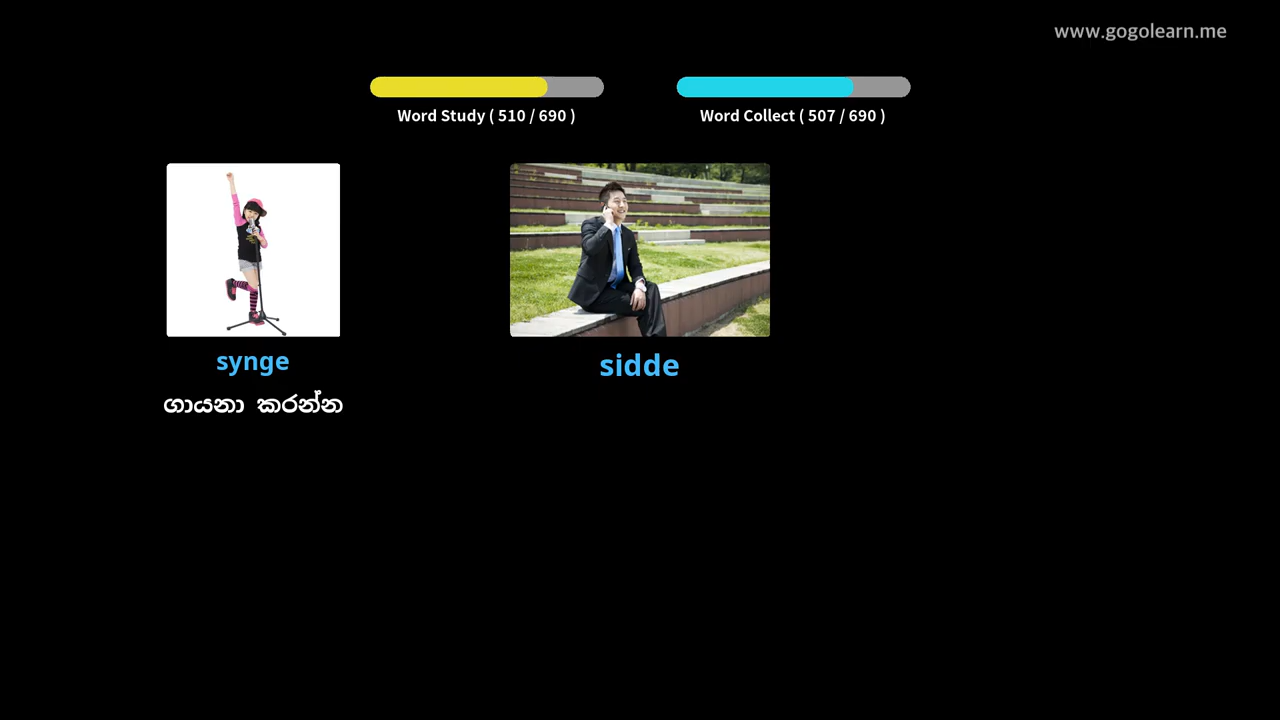 www.gogolearn.me
Word Study ( 510 / 690 )
Word Collect ( 507 / 690 )
synge
sidde
ගායනා කරන්න